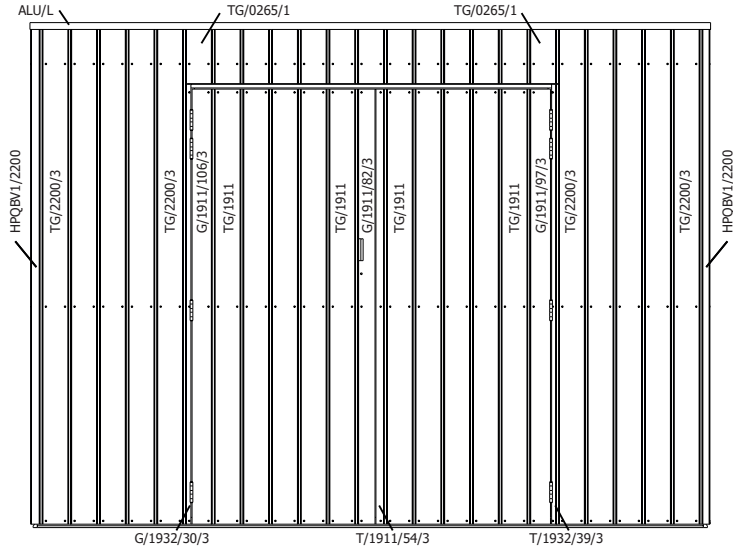 ALU/L
TG/0265/1
TG/0265/1
HPQBV1/2200
TG/2200/3
TG/2200/3
G/1911/106/3
TG/1911
TG/1911
G/1911/82/3
TG/1911
TG/1911
G/1911/97/3
TG/2200/3
TG/2200/3
HPOBV1/2200
G/1932/30/3
T/1911/54/3
T/1932/39/3